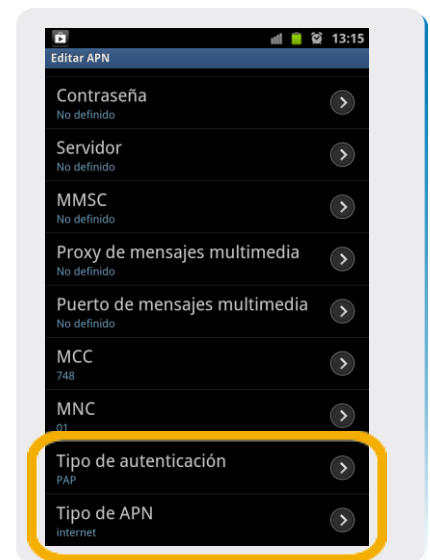 13:15
Editar APN
Contraseña
No definido
Servidor
No definido
MMSC
No definido
Proxy de mensajes multimedia
No definido
Puerto de mensajes multimedia
No definido
MCC
748
MNC
01
Tipo de autenticación
PAP
Tipo de APN
internet